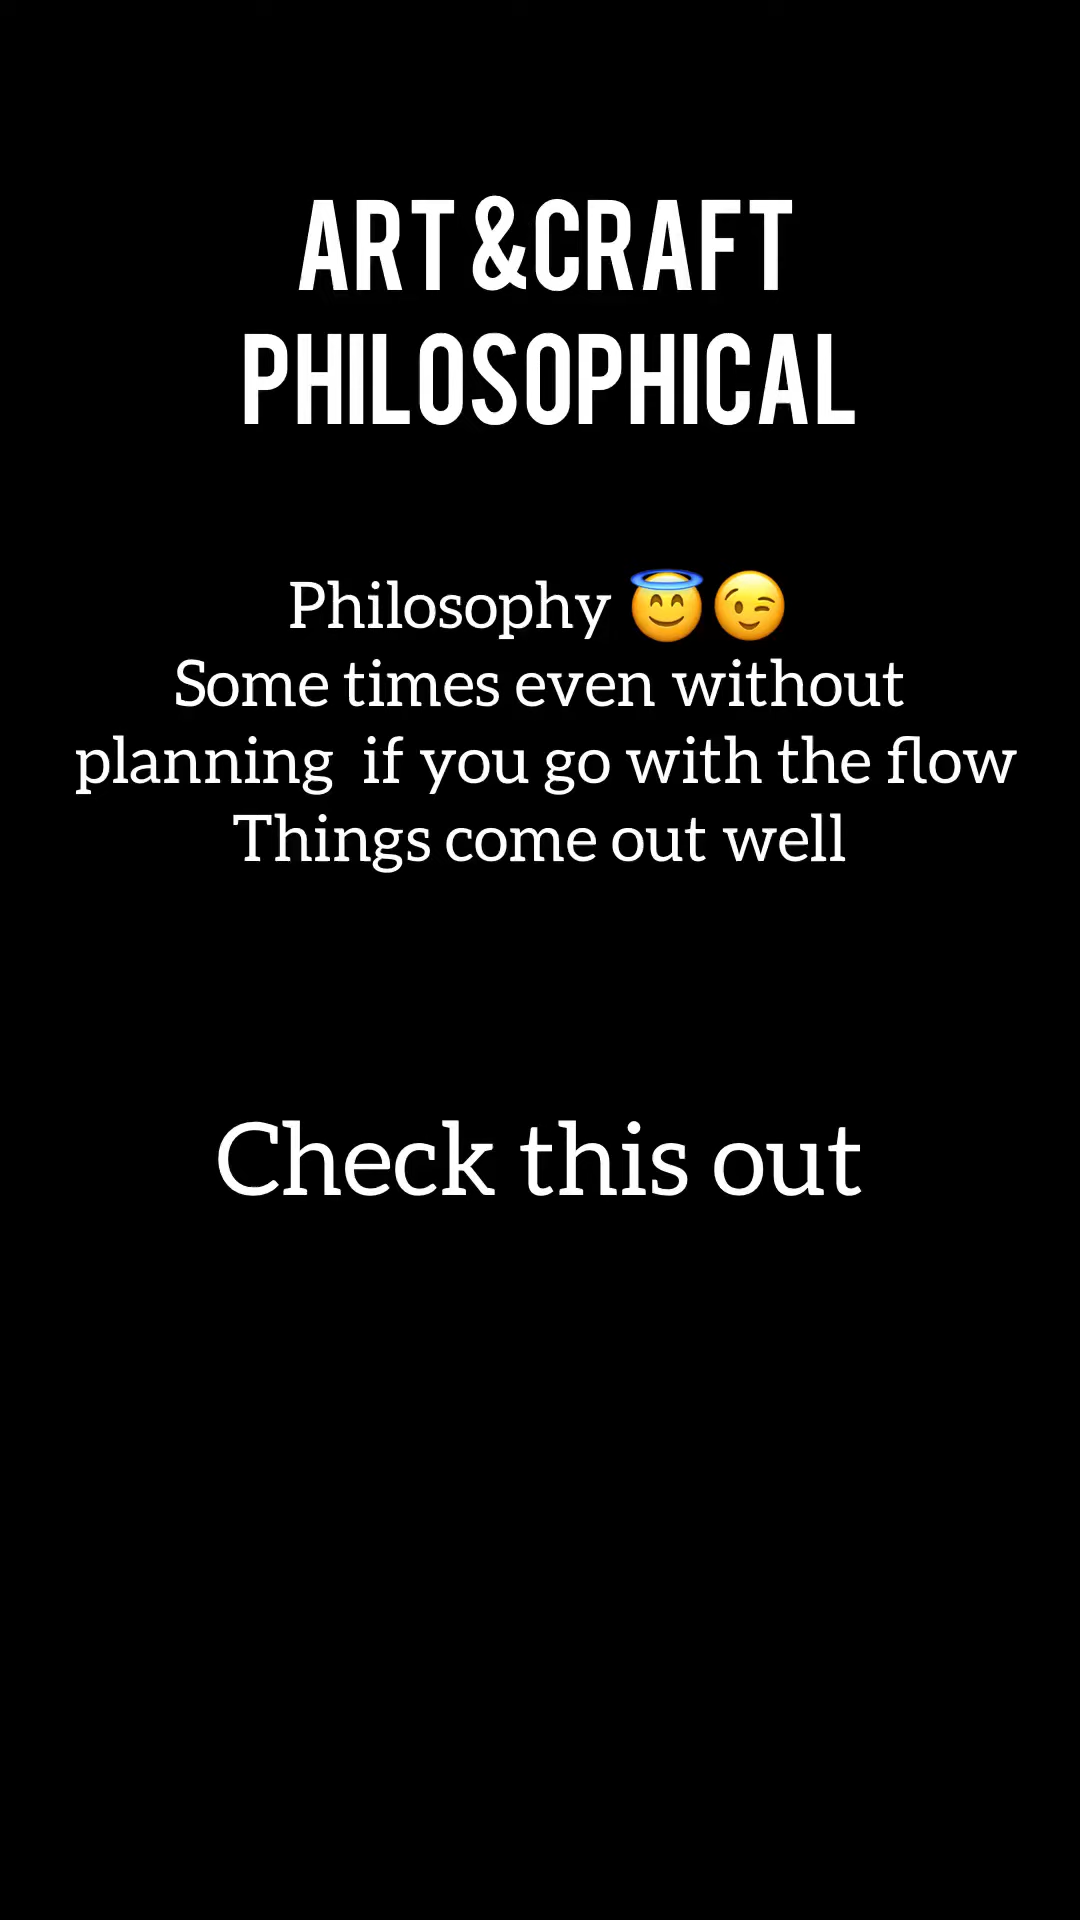 ART &CRAFT
PHILOSOPHICAL
Philosophy 😇😉
Some times even without
planning  if you go with the flow
Things come out well
Check this out